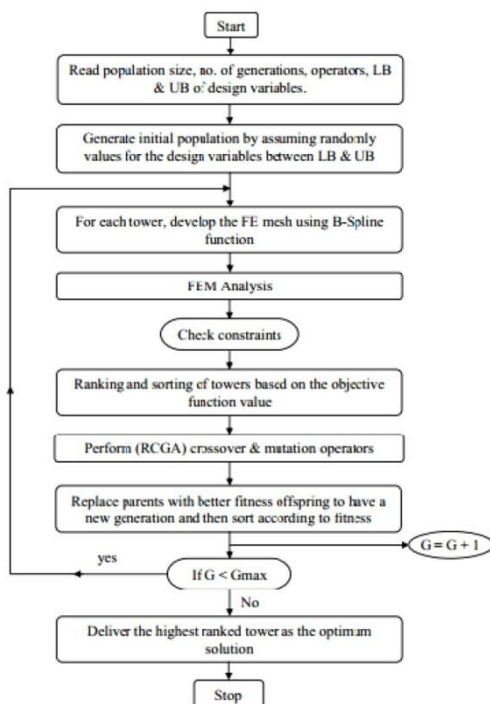 Start
Read population size, no. of generations, operators, LB
& UB of design variables.
Generate initial population by assuming randomly
values for the design variables between LB & UB
For each tower, develop the FE mesh using B-Spline
function
FEM Analysis
Check constraints
Ranking and sorting of towers based on the objective
function value
Perform (RCGA) crossover & mutation operators
Replace parents with better fitness offspring to have a
new generation and then sort according to fitness
G = G + 1
yes
If G < Gmax
No
Deliver the highest ranked tower as the optimum
solution
Stop